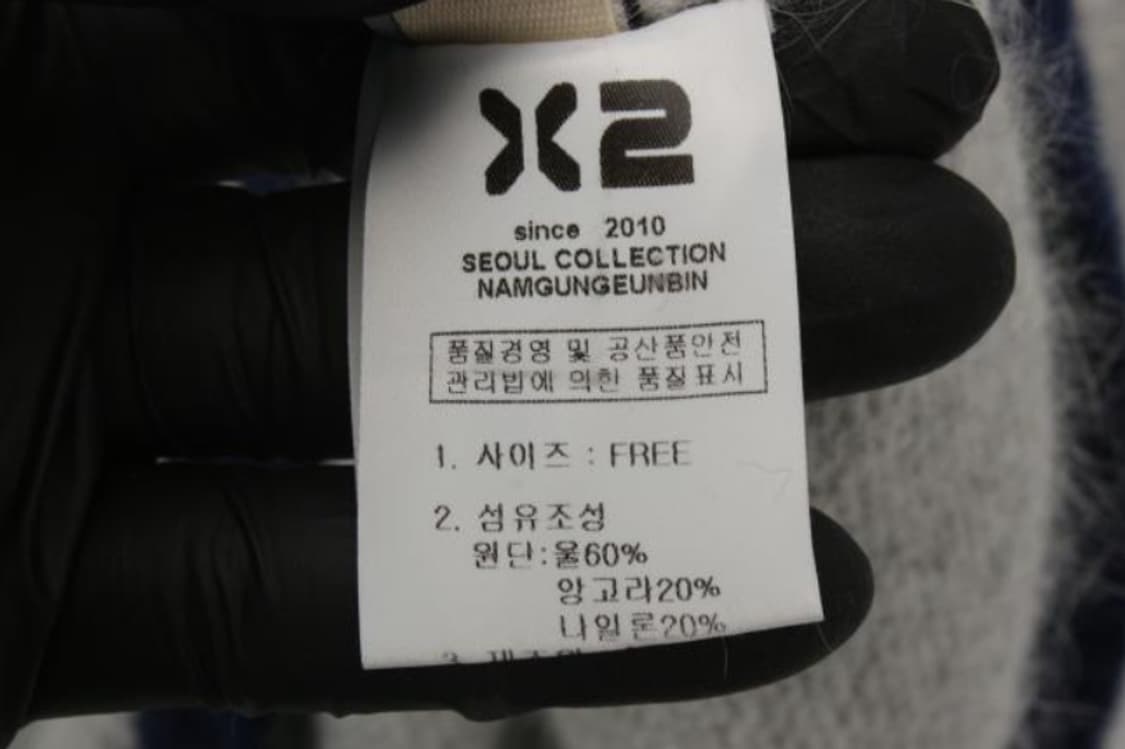 X2
since 2010
SEOUL COLLECTION
NAMGUNGEUNBIN
품질경영 및 공산품안전
관리법에 의한 품질표시
1. 사이즈 : FREE
2. 섬유조성
원단:울60%
앙고라20%
나일론20%